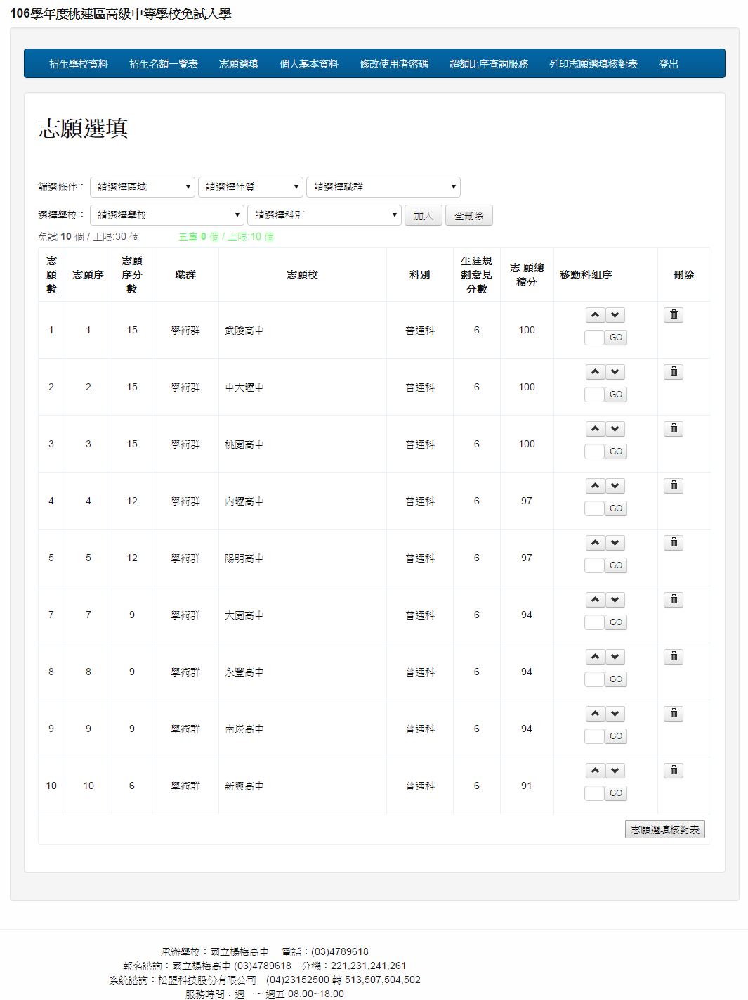 106學年度桃連區高級中等學校免試入學
招生學校資料 招生名額一覽表 志願選填 個人基本資料 修改使用者密碼 超額比序查詢服務 列印志願選填核對表 登出
志願選填
篩選條件： 請選擇區域 請選擇性質 請選擇職群
選擇學校： 請選擇學校 請選擇科別 加入 全刪除
免試 10 個 / 上限:30 個 五專 0 個 / 上限:10 個
志願數 志願序 志願序分數 職群 志願校 科別 生涯規劃意見分數 志 願總積分 移動科組序 刪除
1 1 15 學術群 武陵高中 普通科 6 100 GO
2 2 15 學術群 中大壢中 普通科 6 100 GO
3 3 15 學術群 桃園高中 普通科 6 100 GO
4 4 12 學術群 內壢高中 普通科 6 97 GO
5 5 12 學術群 陽明高中 普通科 6 97 GO
7 7 9 學術群 大園高中 普通科 6 94 GO
8 8 9 學術群 永豐高中 普通科 6 94 GO
9 9 9 學術群 南崁高中 普通科 6 94 GO
10 10 6 學術群 新興高中 普通科 6 91 GO
志願選填核對表
承辦學校：國立楊梅高中 電話：(03)4789618
報名諮詢：國立楊梅高中 (03)4789618 分機：221,231,241,261
系統諮詢：松盟科技股份有限公司 (04)23152500 轉 513,507,504,502
服務時間：週一 ~ 週五 08:00~18:00